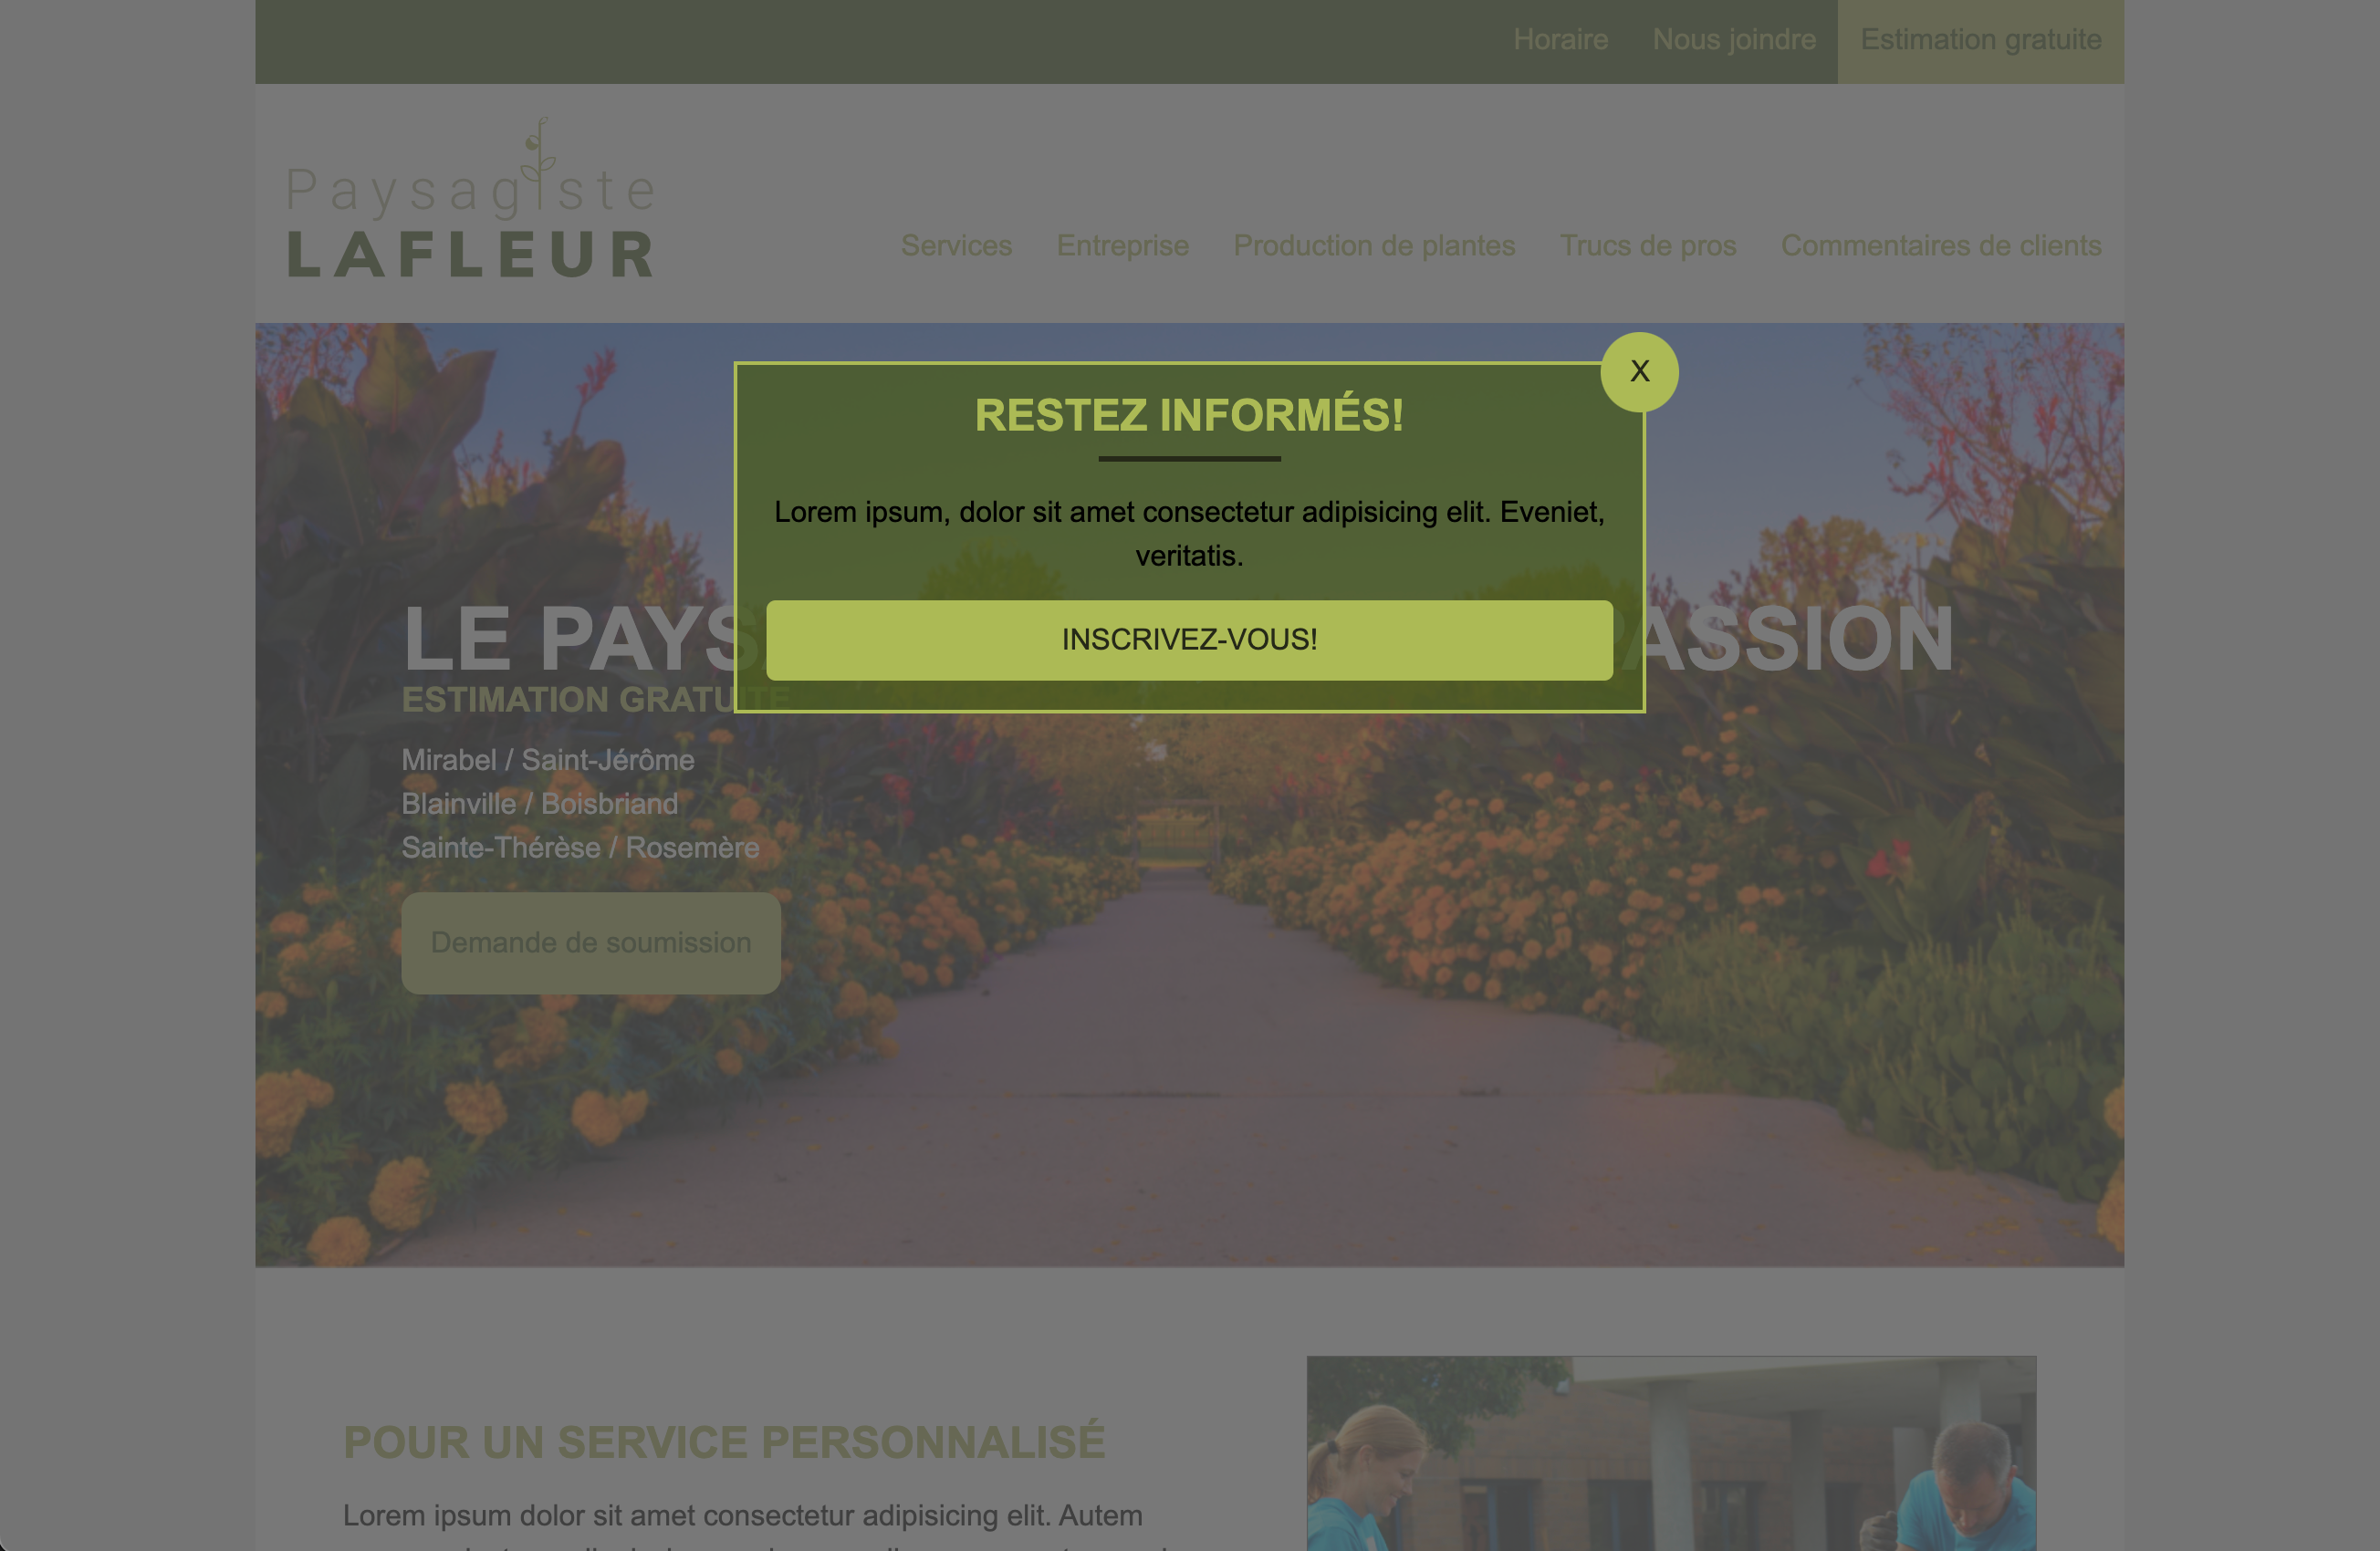 Horaire Nous joindre Estimation gratuite
Paysagiste
LAFLEUR
Services Entreprise Production de plantes Trucs de pros Commentaires de clients
X
RESTEZ INFORMÉS!
Lorem ipsum, dolor sit amet consectetur adipisicing elit. Eveniet,
veritatis.
INSCRIVEZ-VOUS!
LE PAYS ASSION
ESTIMATION GRATUITE
Mirabel / Saint-Jérôme
Blainville / Boisbriand
Sainte-Thérèse / Rosemère
Demande de soumission
POUR UN SERVICE PERSONNALISÉ
Lorem ipsum dolor sit amet consectetur adipisicing elit. Autem